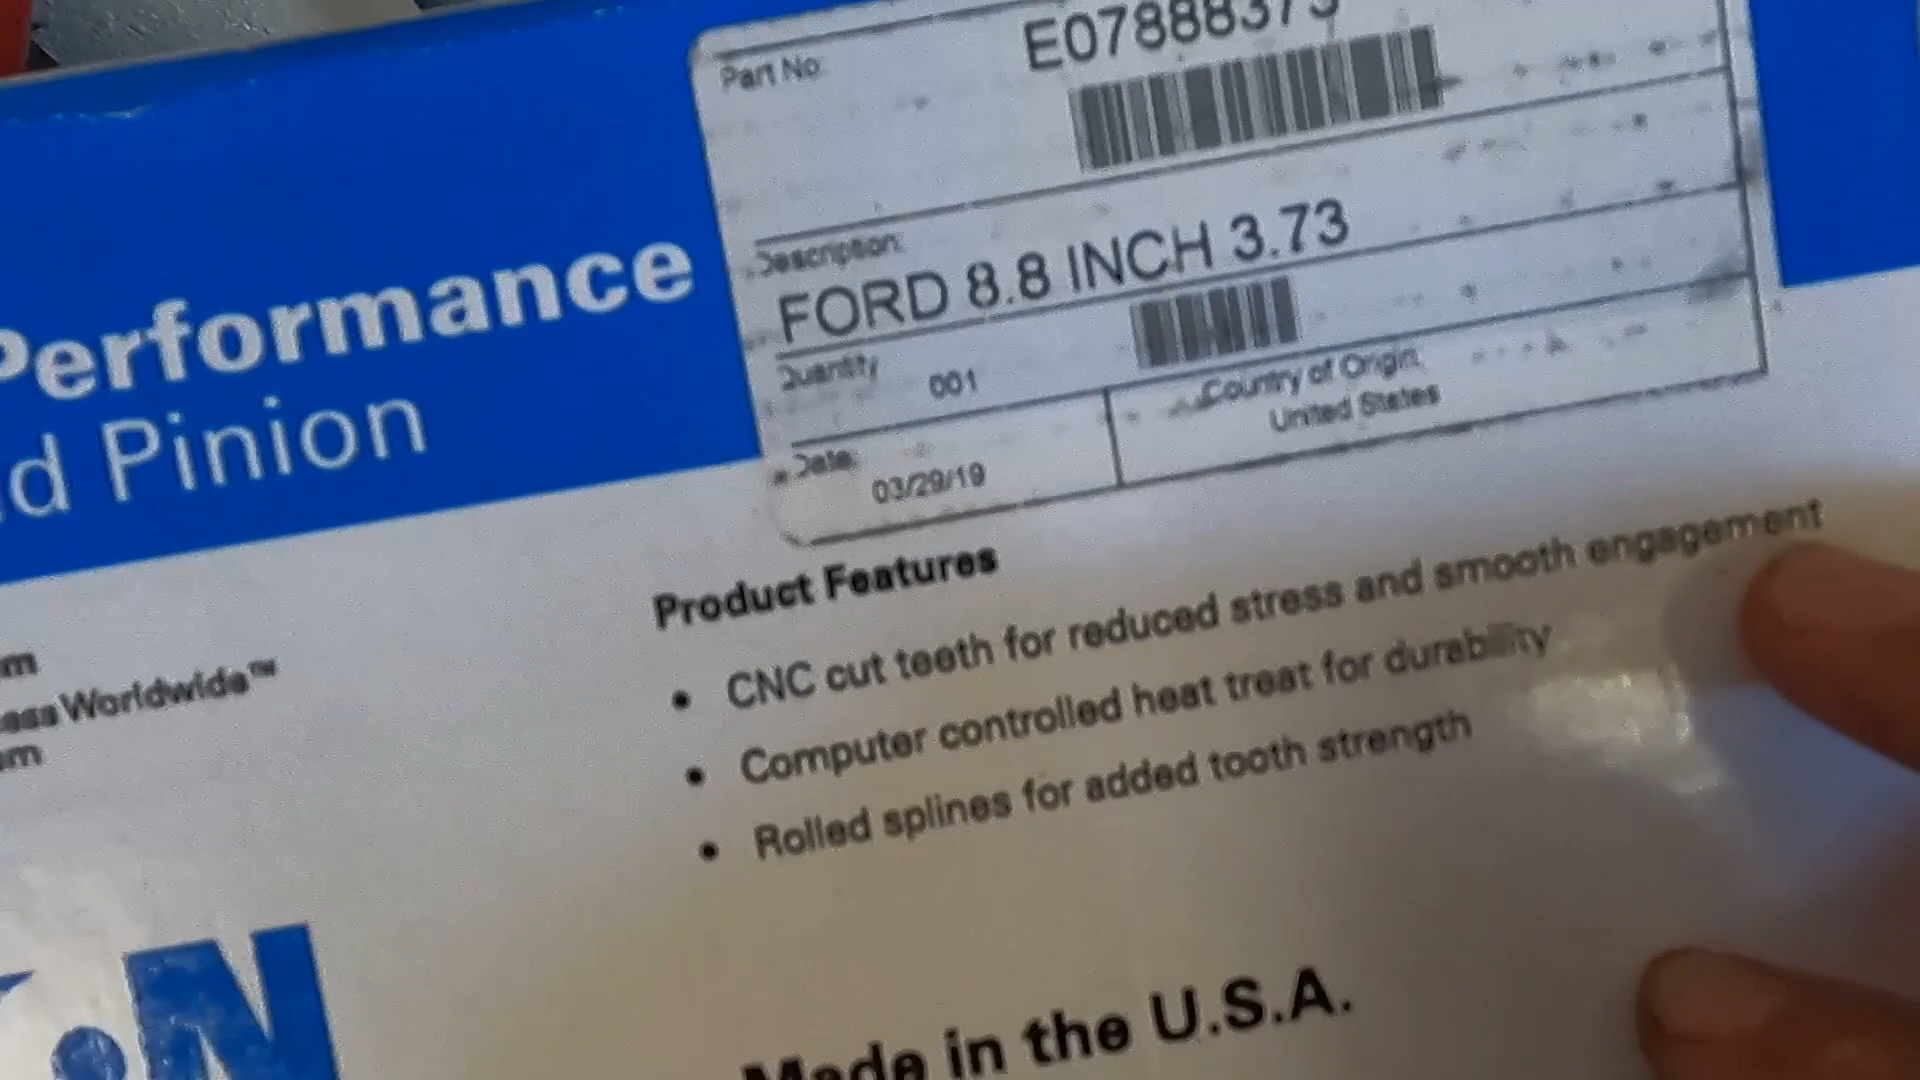 Part No:
E07888373
Description:
FORD 8.8 INCH 3.73
Quantity
001
Country of Origin:
United States
Date:
03/29/19
Performance
d Pinion
Product Features
• CNC cut teeth for reduced stress and smooth engagement
• Computer controlled heat treat for durability
• Rolled splines for added tooth strength
m
ess Worldwide™
m
Made in the U.S.A.